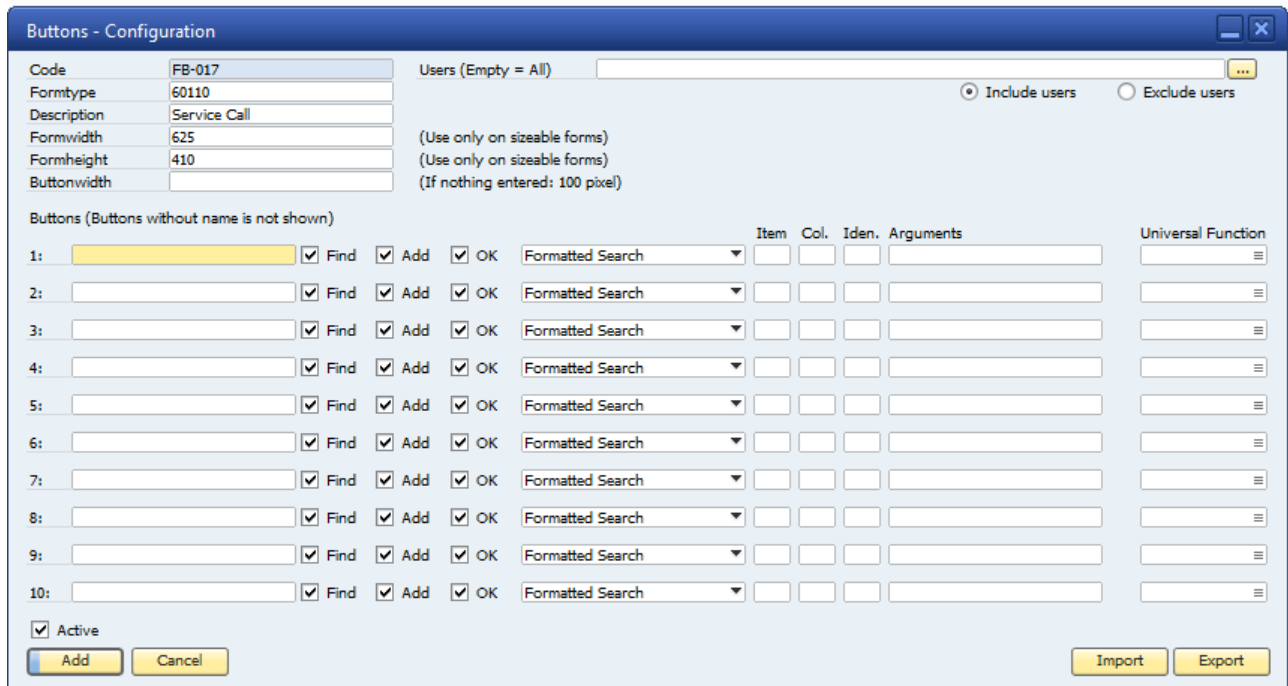 Buttons - Configuration
Code FB-017 Users (Empty = All) ...
Formtype 60110 Include users Exclude users
Description Service Call
Formwidth 625 (Use only on sizeable forms)
Formheight 410 (Use only on sizeable forms)
Buttonwidth (If nothing entered: 100 pixel)
Buttons (Buttons without name is not shown)
Item Col. Iden. Arguments Universal Function
1: Find Add OK Formatted Search
2: Find Add OK Formatted Search
3: Find Add OK Formatted Search
4: Find Add OK Formatted Search
5: Find Add OK Formatted Search
6: Find Add OK Formatted Search
7: Find Add OK Formatted Search
8: Find Add OK Formatted Search
9: Find Add OK Formatted Search
10: Find Add OK Formatted Search
Active
Add Cancel Import Export